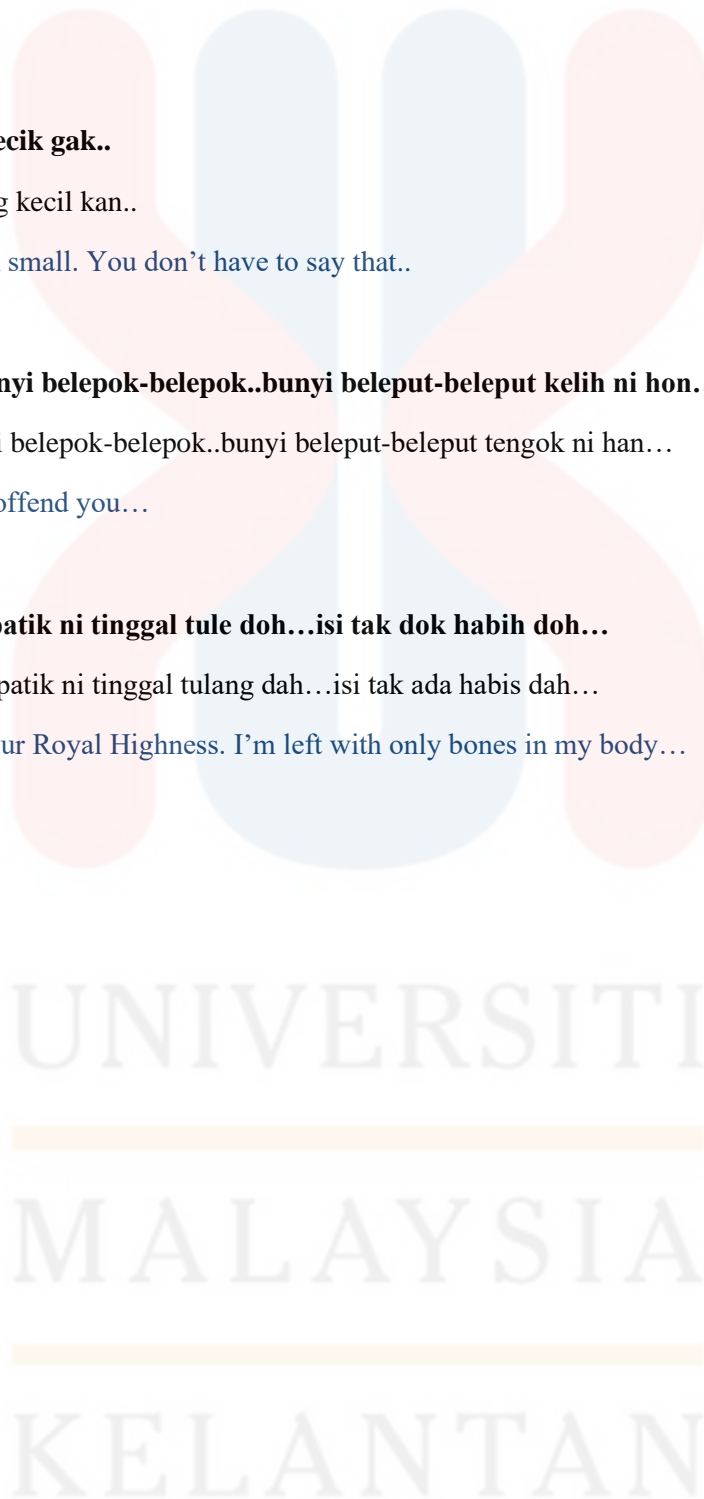 ecik gak..
g kecil kan..
small. You don’t have to say that..
nyi belepok-belepok..bunyi beleput-beleput kelih ni hon..
i belepok-belepok..bunyi beleput-beleput tengok ni han…
offend you…
patik ni tinggal tule doh…isi tak dok habih doh…
patik ni tinggal tulang dah…isi tak ada habis dah…
ur Royal Highness. I’m left with only bones in my body…
UNIVERSITI
MALAYSIA
KELANTAN